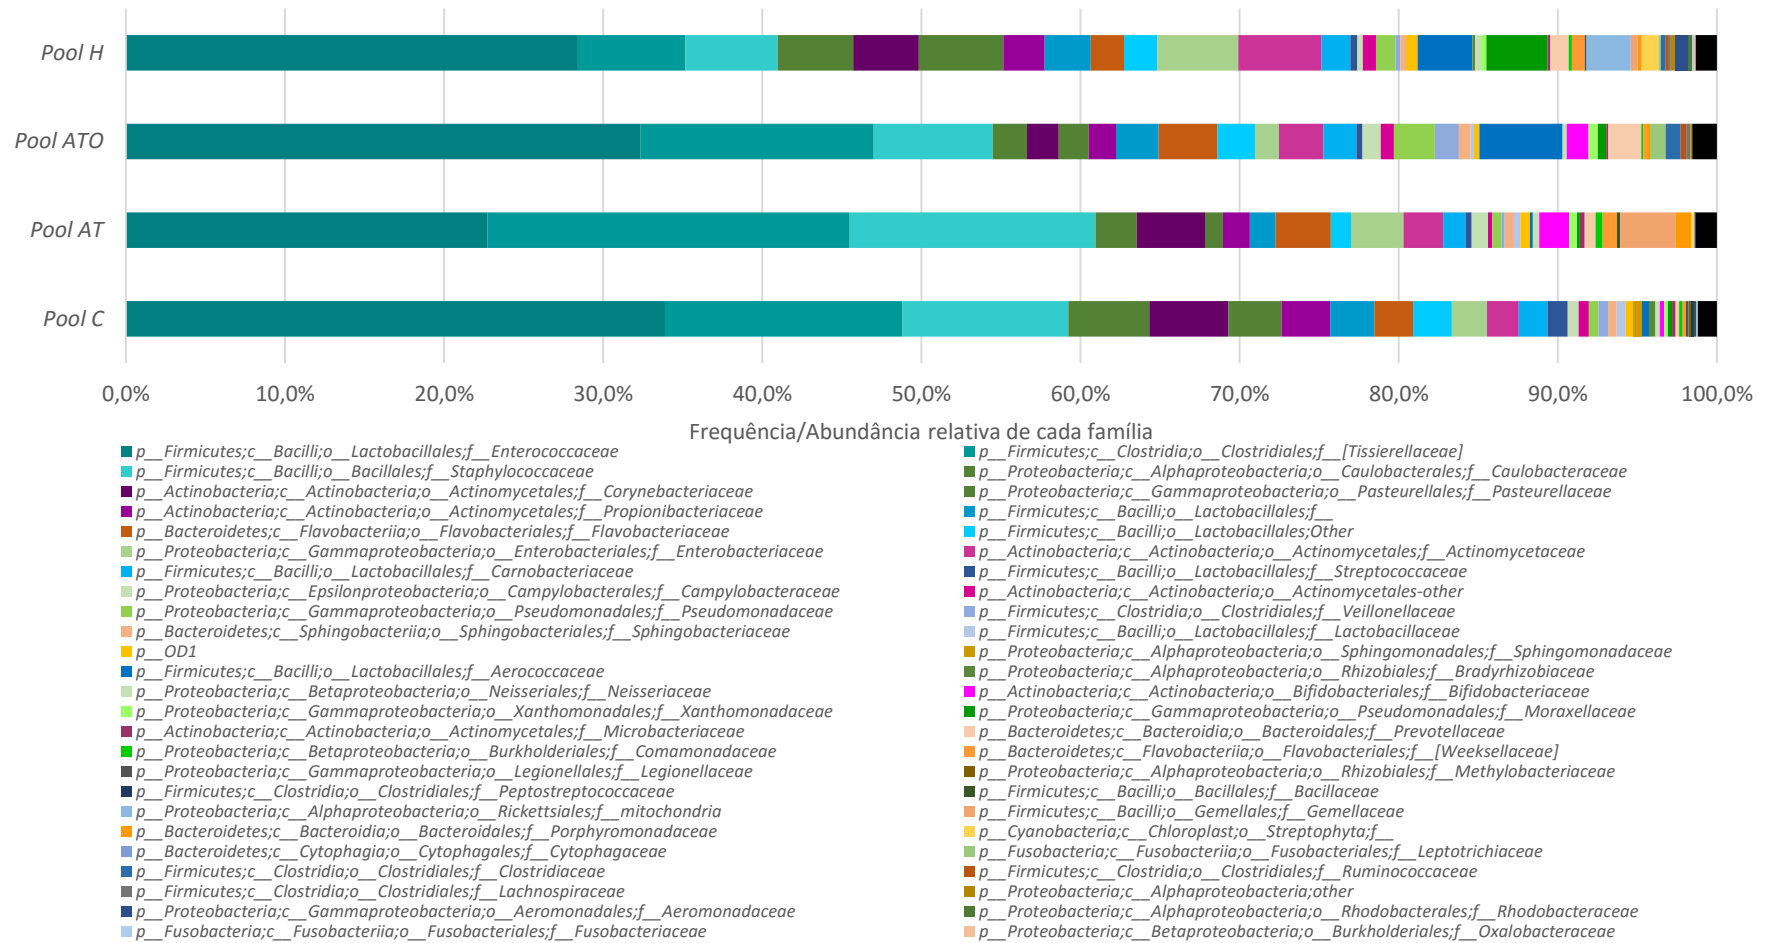 Pool H
Pool ATO
Pool AT
Pool C
0,0% 10,0% 20,0% 30,0% 40,0% 50,0% 60,0% 70,0% 80,0% 90,0% 100,0%
Frequência/Abundância relativa de cada família
p__Firmicutes;c__Bacilli;o__Lactobacillales;f__Enterococcaceae
p__Firmicutes;c__Clostridia;o__Clostridiales;f__[Tissierellaceae]
p__Firmicutes;c__Bacilli;o__Bacillales;f__Staphylococcaceae
p__Proteobacteria;c__Alphaproteobacteria;o__Caulobacterales;f__Caulobacteraceae
p__Actinobacteria;c__Actinobacteria;o__Actinomycetales;f__Corynebacteriaceae
p__Proteobacteria;c__Gammaproteobacteria;o__Pasteurellales;f__Pasteurellaceae
p__Actinobacteria;c__Actinobacteria;o__Actinomycetales;f__Propionibacteriaceae
p__Firmicutes;c__Bacilli;o__Lactobacillales;f__
p__Bacteroidetes;c__Flavobacteriia;o__Flavobacteriales;f__Flavobacteriaceae
p__Firmicutes;c__Bacilli;o__Lactobacillales;Other
p__Proteobacteria;c__Gammaproteobacteria;o__Enterobacteriales;f__Enterobacteriaceae
p__Actinobacteria;c__Actinobacteria;o__Actinomycetales;f__Actinomycetaceae
p__Firmicutes;c__Bacilli;o__Lactobacillales;f__Carnobacteriaceae
p__Firmicutes;c__Bacilli;o__Lactobacillales;f__Streptococcaceae
p__Proteobacteria;c__Epsilonproteobacteria;o__Campylobacterales;f__Campylobacteraceae
p__Actinobacteria;c__Actinobacteria;o__Actinomycetales-other
p__Proteobacteria;c__Gammaproteobacteria;o__Pseudomonadales;f__Pseudomonadaceae
p__Firmicutes;c__Clostridia;o__Clostridiales;f__Veillonellaceae
p__Bacteroidetes;c__Sphingobacteriia;o__Sphingobacteriales;f__Sphingobacteriaceae
p__Firmicutes;c__Bacilli;o__Lactobacillales;f__Lactobacillaceae
p__OD1
p__Proteobacteria;c__Alphaproteobacteria;o__Sphingomonadales;f__Sphingomonadaceae
p__Firmicutes;c__Bacilli;o__Lactobacillales;f__Aerococcaceae
p__Proteobacteria;c__Alphaproteobacteria;o__Rhizobiales;f__Bradyrhizobiaceae
p__Proteobacteria;c__Betaproteobacteria;o__Neisseriales;f__Neisseriaceae
p__Actinobacteria;c__Actinobacteria;o__Bifidobacteriales;f__Bifidobacteriaceae
p__Proteobacteria;c__Gammaproteobacteria;o__Xanthomonadales;f__Xanthomonadaceae
p__Proteobacteria;c__Gammaproteobacteria;o__Pseudomonadales;f__Moraxellaceae
p__Actinobacteria;c__Actinobacteria;o__Actinomycetales;f__Microbacteriaceae
p__Bacteroidetes;c__Bacteroidia;o__Bacteroidales;f__Prevotellaceae
p__Proteobacteria;c__Betaproteobacteria;o__Burkholderiales;f__Comamonadaceae
p__Bacteroidetes;c__Flavobacteriia;o__Flavobacteriales;f__[Weeksellaceae]
p__Proteobacteria;c__Gammaproteobacteria;o__Legionellales;f__Legionellaceae
p__Proteobacteria;c__Alphaproteobacteria;o__Rhizobiales;f__Methylobacteriaceae
p__Firmicutes;c__Clostridia;o__Clostridiales;f__Peptostreptococcaceae
p__Firmicutes;c__Bacilli;o__Bacillales;f__Bacillaceae
p__Proteobacteria;c__Alphaproteobacteria;o__Rickettsiales;f__mitochondria
p__Firmicutes;c__Bacilli;o__Gemellales;f__Gemellaceae
p__Bacteroidetes;c__Bacteroidia;o__Bacteroidales;f__Porphyromonadaceae
p__Cyanobacteria;c__Chloroplast;o__Streptophyta;f__
p__Bacteroidetes;c__Cytophagia;o__Cytophagales;f__Cytophagaceae
p__Fusobacteria;c__Fusobacteriia;o__Fusobacteriales;f__Leptotrichiaceae
p__Firmicutes;c__Clostridia;o__Clostridiales;f__Clostridiaceae
p__Firmicutes;c__Clostridia;o__Clostridiales;f__Ruminococcaceae
p__Firmicutes;c__Clostridia;o__Clostridiales;f__Lachnospiraceae
p__Proteobacteria;c__Alphaproteobacteria;other
p__Proteobacteria;c__Gammaproteobacteria;o__Aeromonadales;f__Aeromonadaceae
p__Proteobacteria;c__Alphaproteobacteria;o__Rhodobacterales;f__Rhodobacteraceae
p__Fusobacteria;c__Fusobacteriia;o__Fusobacteriales;f__Fusobacteriaceae
p__Proteobacteria;c__Betaproteobacteria;o__Burkholderiales;f__Oxalobacteraceae